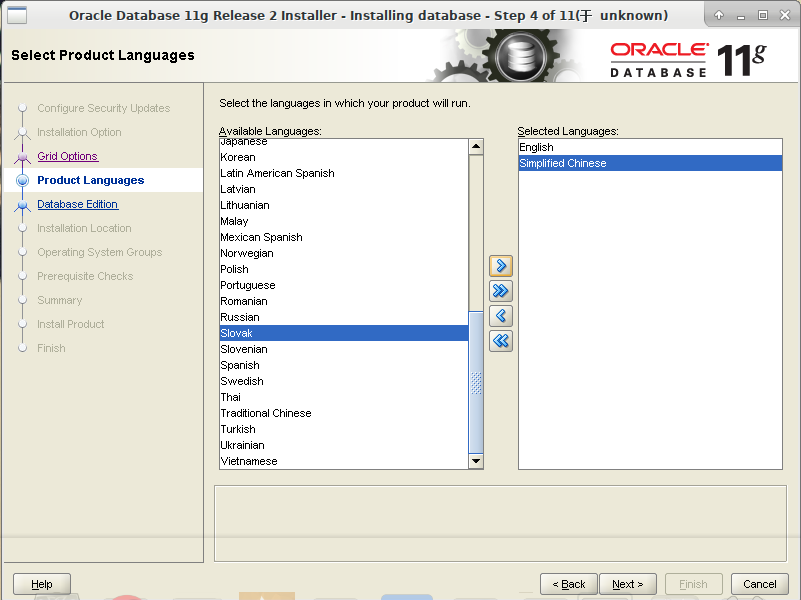 Oracle Database 11g Release 2 Installer - Installing database - Step 4 of 11(于 unknown)
Select Product Languages
ORACLE
DATABASE
11g
Configure Security Updates
Installation Option
Grid Options
Product Languages
Database Edition
Installation Location
Operating System Groups
Prerequisite Checks
Summary
Install Product
Finish
Select the languages in which your product will run.
Available Languages:
Japanese
Korean
Latin American Spanish
Latvian
Lithuanian
Malay
Mexican Spanish
Norwegian
Polish
Portuguese
Romanian
Russian
Slovak
Slovenian
Spanish
Swedish
Thai
Traditional Chinese
Turkish
Ukrainian
Vietnamese
Selected Languages:
English
Simplified Chinese
Help
< Back
Next >
Finish
Cancel